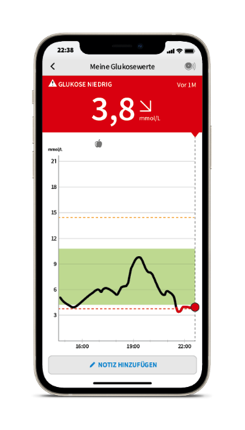 22:38
Meine Glukosewerte
GLUKOSE NIEDRIG
Vor 1M
3,8
mmol/L
mmol/L
21
18
15
12
9
6
3
16:00
19:00
22:00
NOTIZ HINZUFÜGEN